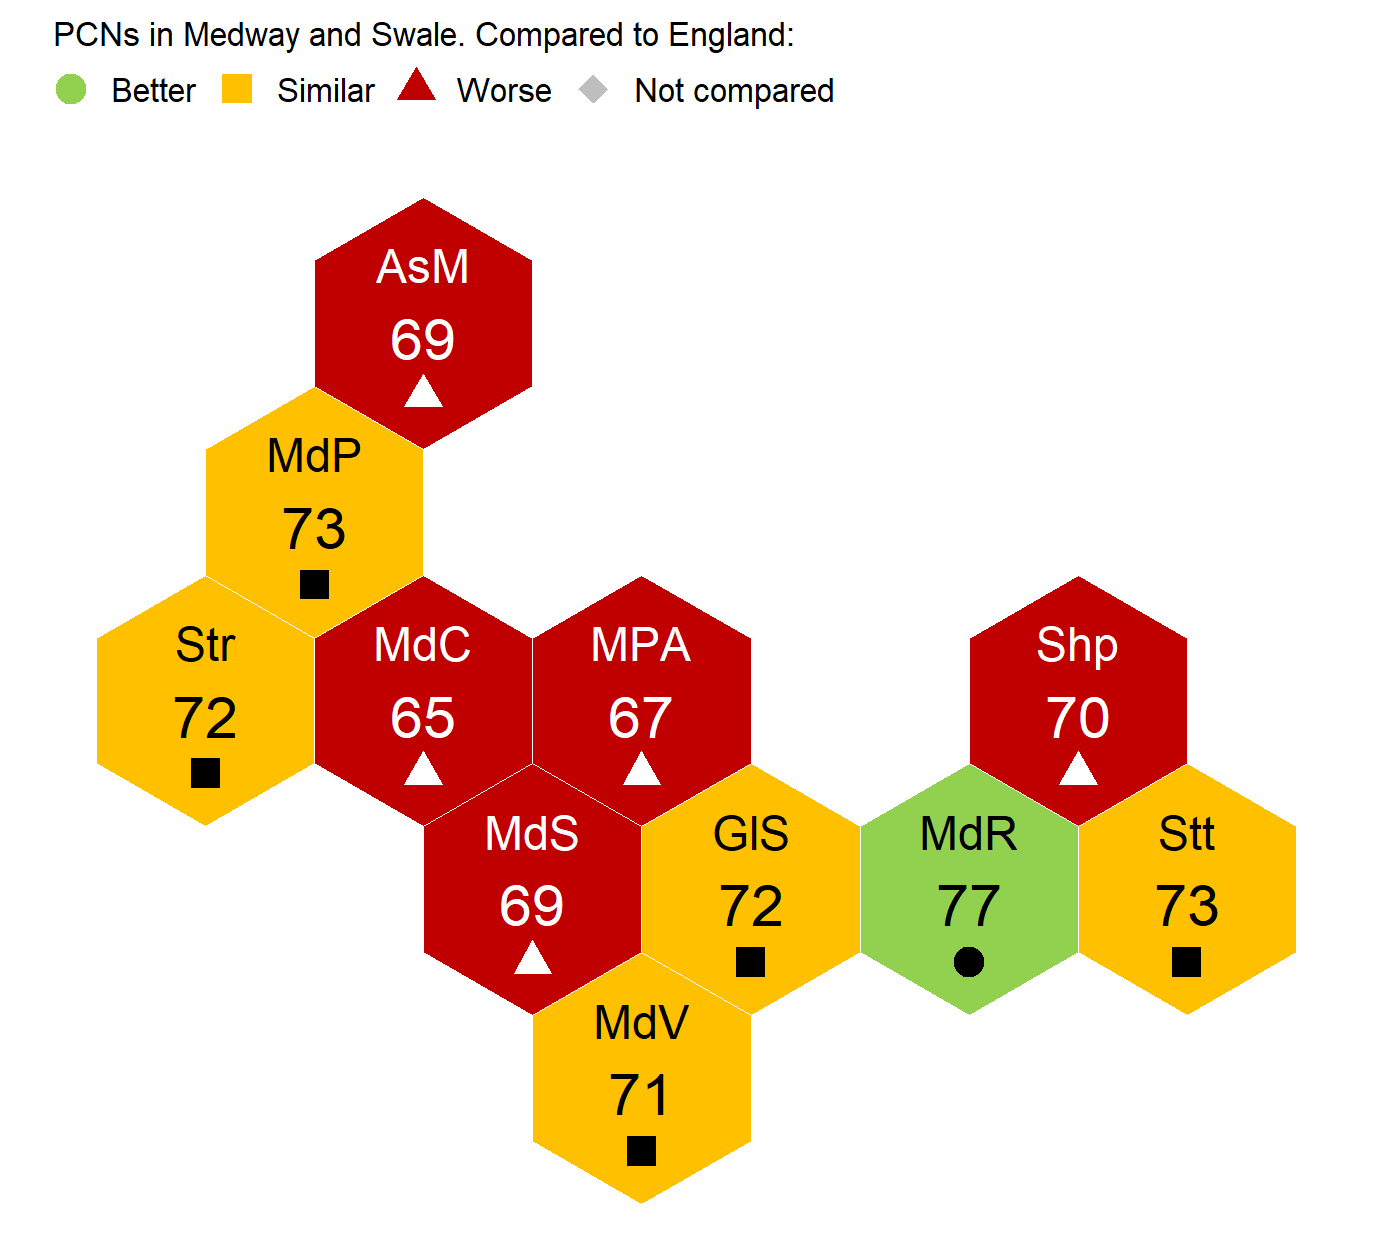 PCNs in Medway and Swale. Compared to England:
Better Similar Worse Not compared
AsM
69
MdP
73
Str
72
MdC
65
MPA
67
Shp
70
MdS
69
GlS
72
MdR
77
Stt
73
MdV
71